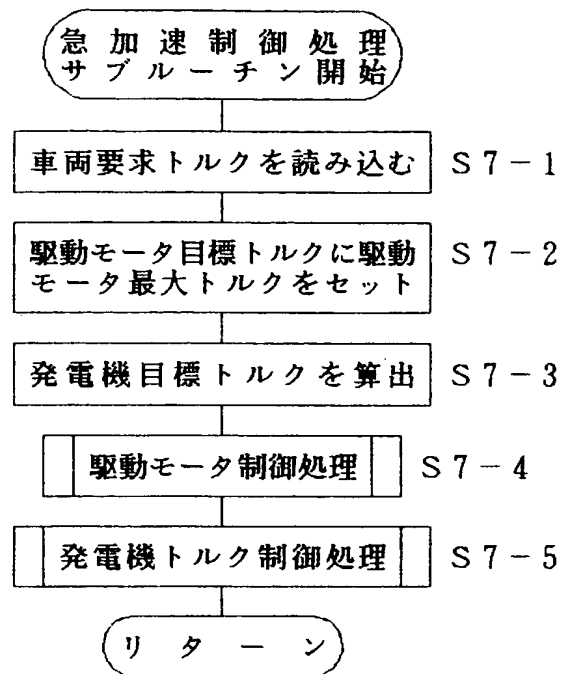 急加速制御処理
サブルーチン開始
車両要求トルクを読み込む S7-1
駆動モータ目標トルクに駆動 S7-2
モータ最大トルクをセット
発電機目標トルクを算出 S7-3
駆動モータ制御処理 S7-4
発電機トルク制御処理 S7-5
リターン